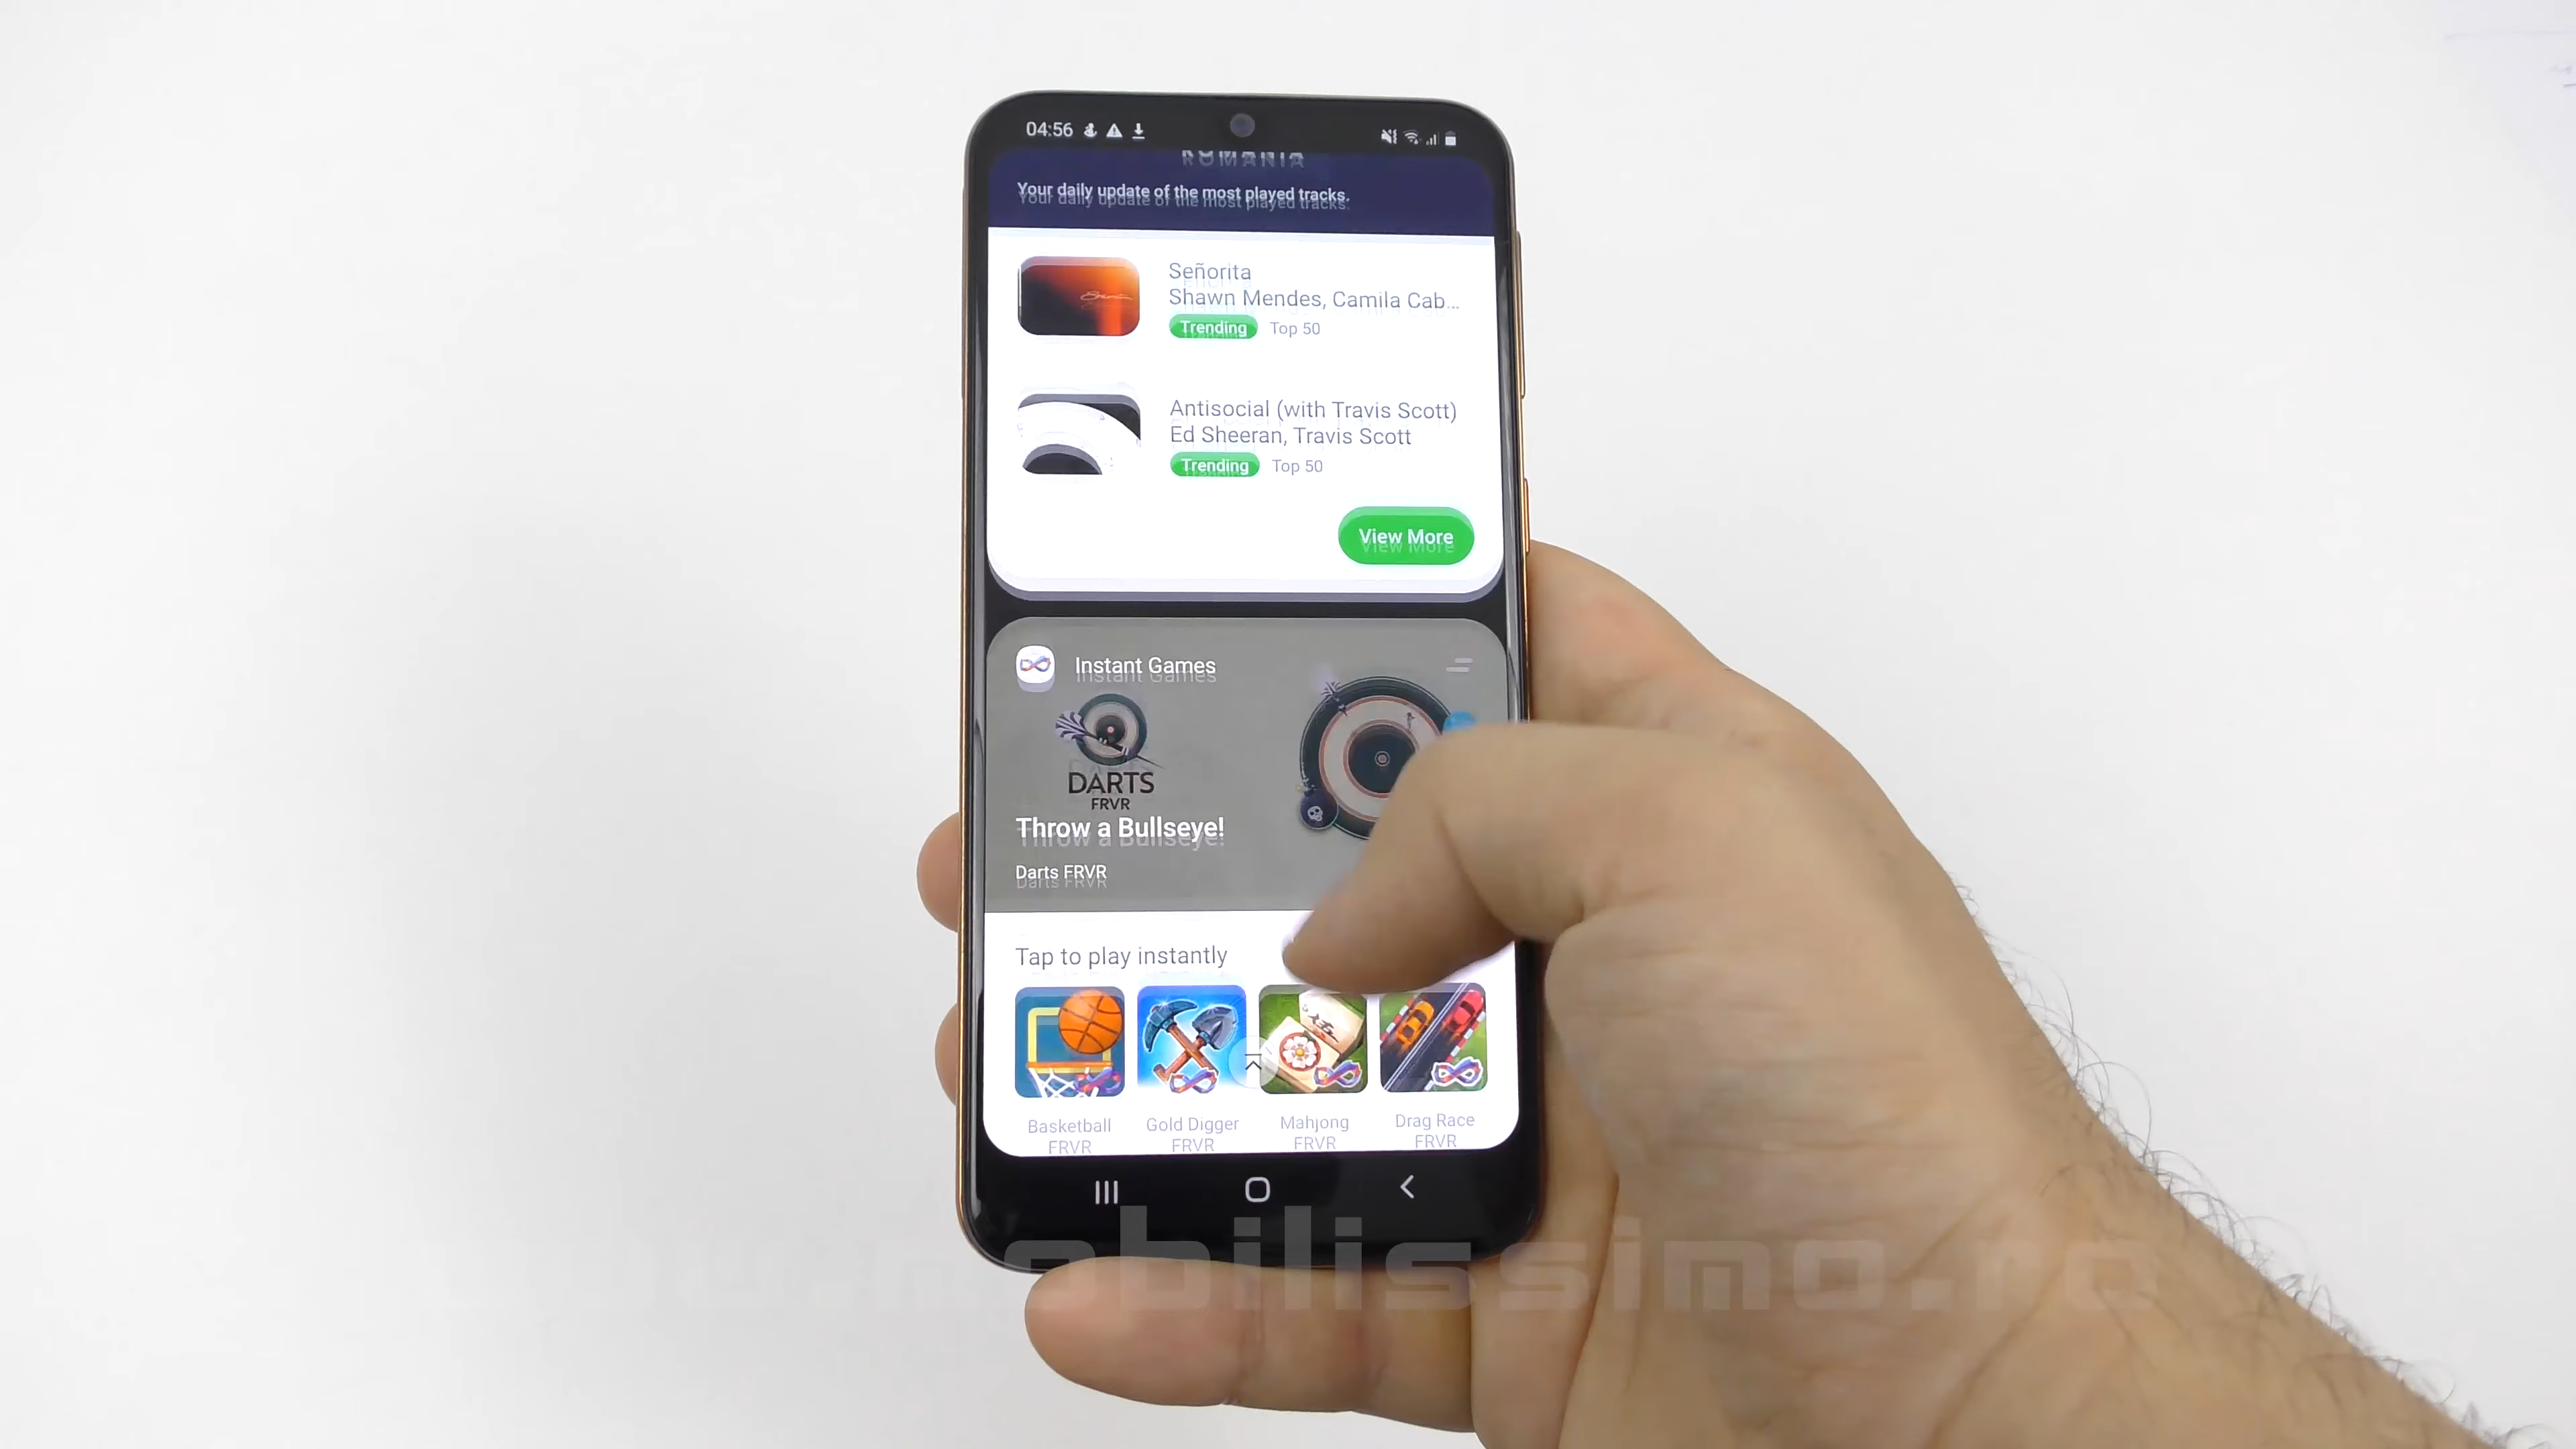 04:56
ROMANIA
Your daily update of the most played tracks.
Señorita
Shawn Mendes, Camila Cab...
Trending Top 50
Antisocial (with Travis Scott)
Ed Sheeran, Travis Scott
Trending Top 50
View More
Instant Games
DARTS
FRVR
Throw a Bullseye!
Darts FRVR
Tap to play instantly
Basketball
FRVR
Gold Digger
FRVR
Mahjong
FRVR
Drag Race
FRVR
w.mobilissimo.ro